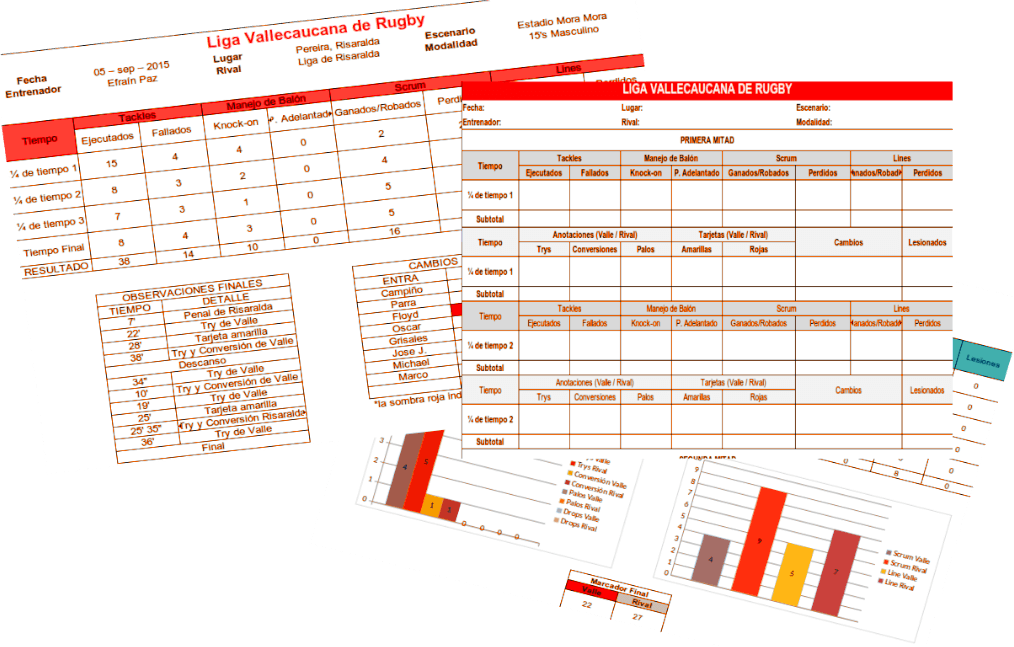 Liga Vallecaucana de Rugby
Fecha 05 – sep – 2015 Lugar Pereira, Risaralda Escenario Estadio Mora Mora
Entrenador Efraín Paz Rival Liga de Risaralda Modalidad 15's Masculino
Tiempo Tackles Manejo de Balón Scrum Lines
Ejecutados Fallados Knock-on P. Adelantad Ganados/Robados Perdidos
¼ de tiempo 1 15 4 4 0 2
¼ de tiempo 2 8 3 2 0 4
¼ de tiempo 3 7 3 1 0 5
Tiempo Final 8 4 3 0 5
RESULTADO 38 14 10 0 16
OBSERVACIONES FINALES
TIEMPO DETALLE
7' Penal de Risaralda
22' Try de Valle
28' Tarjeta amarilla
38' Try y Conversión de Valle
Descanso
34" Try de Valle
10' Try y Conversión de Valle
19' Try de Valle
25' Tarjeta amarilla
25' 35" Try y Conversión Risaralda
36' Try de Valle
Final
CAMBIOS
ENTRA
Campiño
Parra
Floyd
Oscar
Grisales
Jose J.
Michael
Marco
*la sombra roja ind
LIGA VALLECAUCANA DE RUGBY
Fecha: Lugar: Escenario:
Entrenador: Rival: Modalidad:
PRIMERA MITAD
Tiempo Tackles Manejo de Balón Scrum Lines
Ejecutados Fallados Knock-on P. Adelantado Ganados/Robados Perdidos anados/Robad Perdidos
¼ de tiempo 1
Subtotal
Tiempo Anotaciones (Valle / Rival) Tarjetas (Valle / Rival) Cambios Lesionados
Trys Conversiones Palos Amarillas Rojas
¼ de tiempo 1
Subtotal
Tiempo Tackles Manejo de Balón Scrum Lines
Ejecutados Fallados Knock-on P. Adelantado Ganados/Robados Perdidos anados/Robad Perdidos
¼ de tiempo 2
Subtotal
Tiempo Anotaciones (Valle / Rival) Tarjetas (Valle / Rival) Cambios Lesionados
Trys Conversiones Palos Amarillas Rojas
¼ de tiempo 2
Subtotal
SEGUNDA MITAD
Lesiones
0
0
0
0
0
0 8 0
0
3
2
1
0
4 5 1 1 0 0 0 0
Trys Valle
Trys Rival
Conversión Valle
Conversión Rival
Palos Valle
Palos Rival
Drops Valle
Drops Rival
9
8
7
6
5
4
3
2
1
0
4 9 5 7
Scrum Valle
Scrum Rival
Line Valle
Line Rival
Marcador Final
Valle Rival
22 27